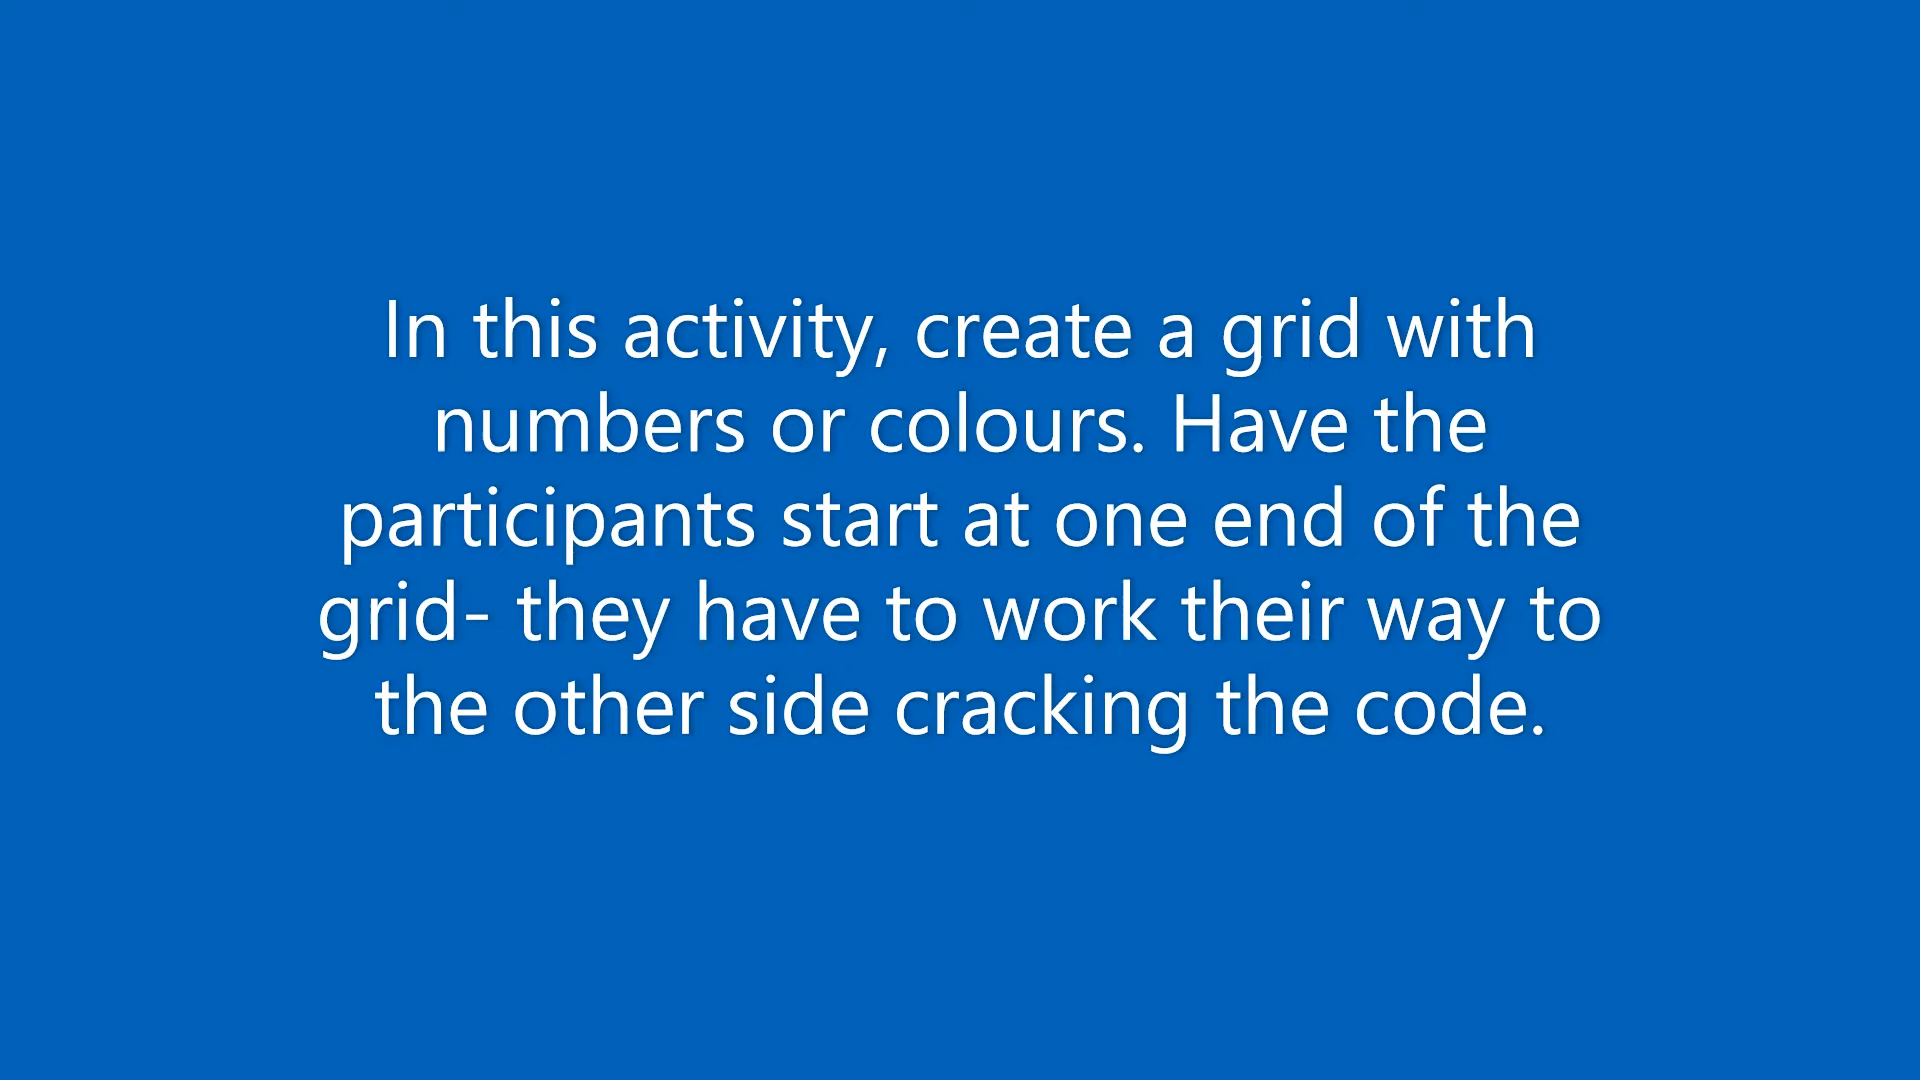 In this activity, create a grid with
numbers or colours. Have the
participants start at one end of the
grid- they have to work their way to
the other side cracking the code.